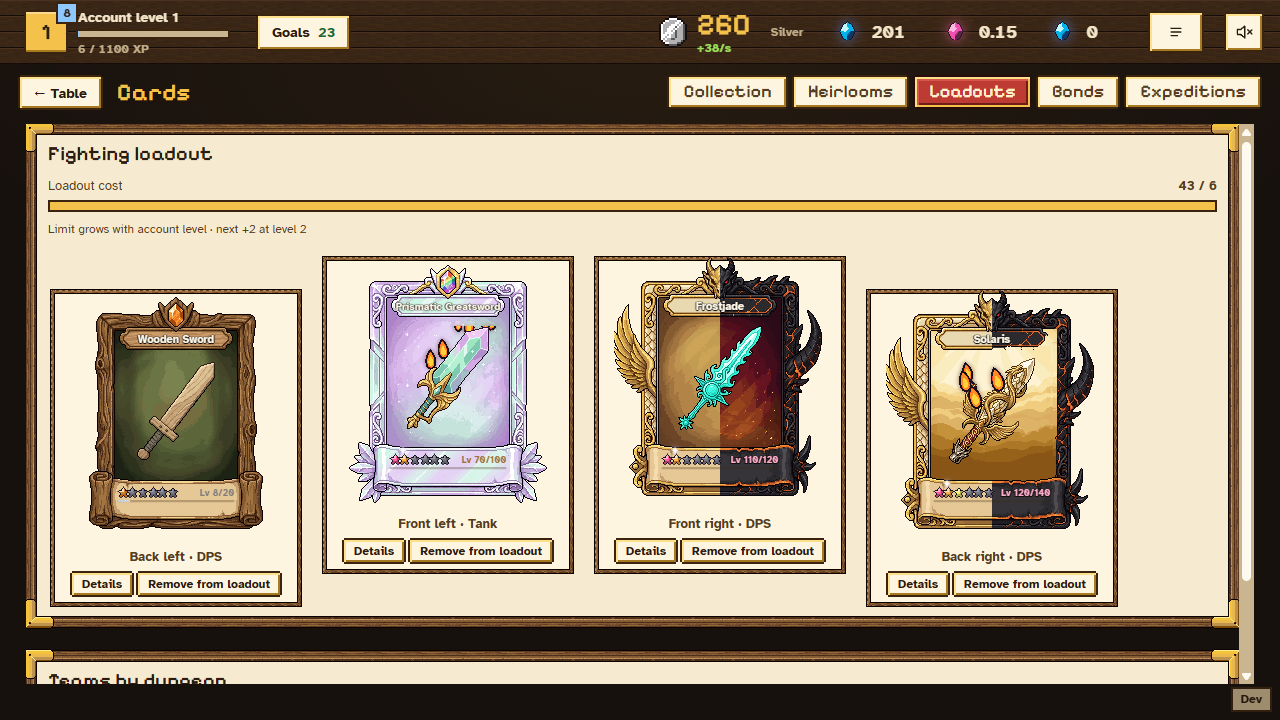 1
8
Account level 1
6 / 1100 XP
Goals 23
260
+38/s
Silver
201
0.15
0
← Table
Cards
Collection
Heirlooms
Loadouts
Bonds
Expeditions
Fighting loadout
Loadout cost
43 / 6
Limit grows with account level · next +2 at level 2
Wooden Sword
Lv 8/20
Back left · DPS
Details
Remove from loadout
Prismatic Greatsword
Lv 70/100
Front left · Tank
Details
Remove from loadout
Frostjade
Lv 110/120
Front right · DPS
Details
Remove from loadout
Solaris
Lv 120/140
Back right · DPS
Details
Remove from loadout
Teams by dungeon
Dev